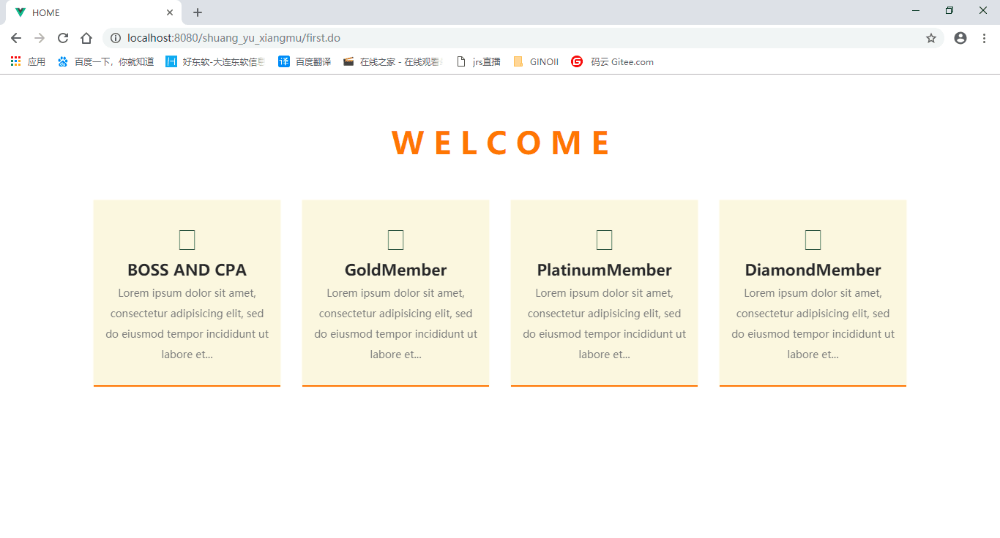 HOME
localhost:8080/shuang_yu_xiangmu/first.do
应用 百度一下，你就知道 好东软-大连东软信息 百度翻译 在线之家 - 在线观看 jrs直播 GINOII 码云 Gitee.com
WELCOME
BOSS AND CPA
Lorem ipsum dolor sit amet,
consectetur adipisicing elit, sed
do eiusmod tempor incididunt ut
labore et...
GoldMember
Lorem ipsum dolor sit amet,
consectetur adipisicing elit, sed
do eiusmod tempor incididunt ut
labore et...
PlatinumMember
Lorem ipsum dolor sit amet,
consectetur adipisicing elit, sed
do eiusmod tempor incididunt ut
labore et...
DiamondMember
Lorem ipsum dolor sit amet,
consectetur adipisicing elit, sed
do eiusmod tempor incididunt ut
labore et...